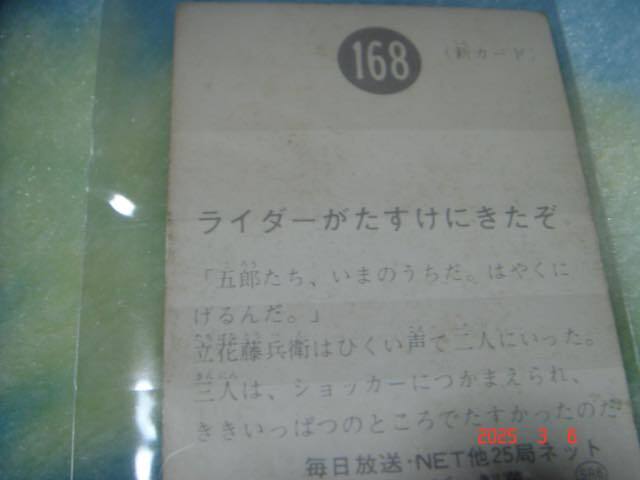 168
(新カード)
ライダーがたすけにきたぞ
「五郎たち、いまのうちだ。はやくに
げるんだ。」
立花藤兵衛はひくい声で二人にいった。
三人は、ショッカーにつかまえられ、
ききいっぱつのところでたすかったのだ
2025 3 6
毎日放送・NET他25局ネット